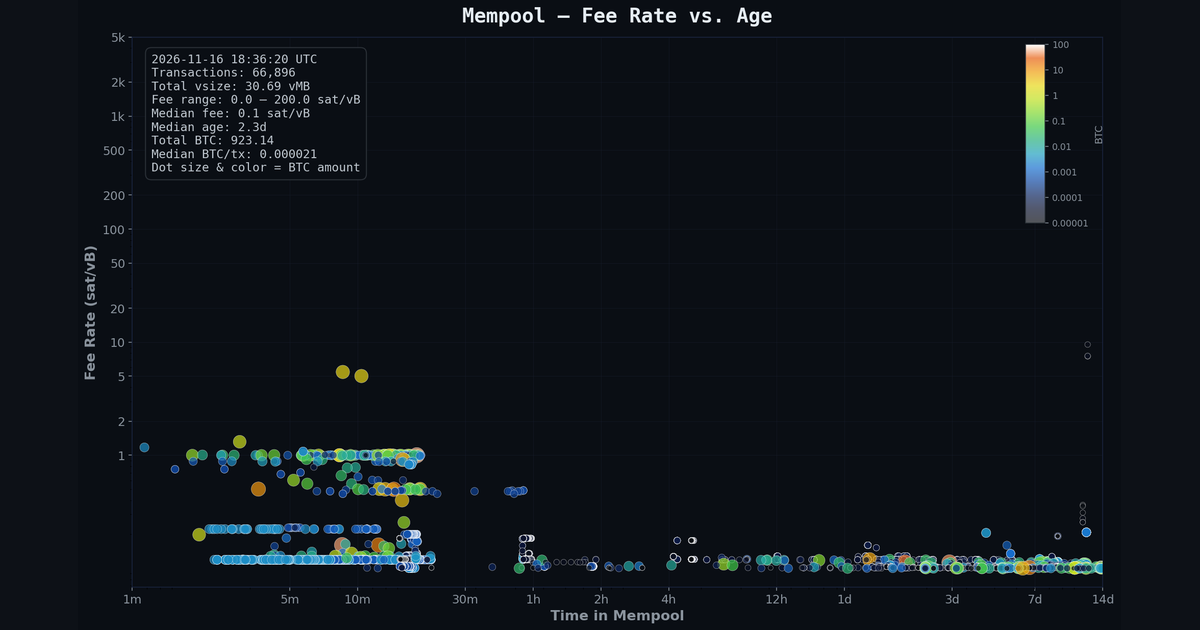 Mempool — Fee Rate vs. Age
2026-11-16 18:36:20 UTC
Transactions: 66,896
Total vsize: 30.69 vMB
Fee range: 0.0 – 200.0 sat/vB
Median fee: 0.1 sat/vB
Median age: 2.3d
Total BTC: 923.14
Median BTC/tx: 0.000021
Dot size & color = BTC amount
100
10
1
0.1
0.01
0.001
0.0001
0.00001
BTC
Fee Rate (sat/vB)
5k
2k
1k
500
200
100
50
20
10
5
2
1
1m
5m
10m
30m
1h
2h
4h
12h
1d
3d
7d
14d
Time in Mempool